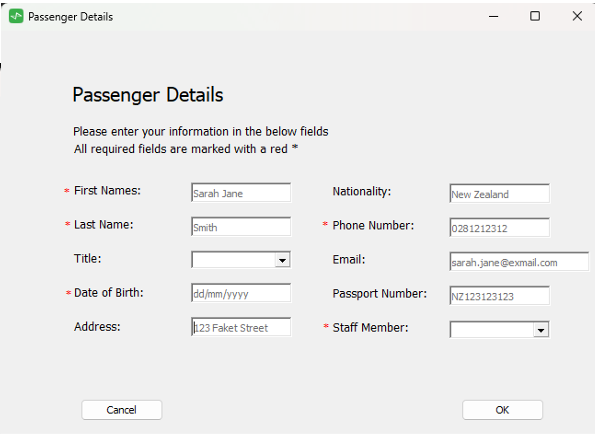 Passenger Details
Passenger Details
Please enter your information in the below fields
All required fields are marked with a red *
* First Names: Sarah Jane
Nationality: New Zealand
* Last Name: Smith
* Phone Number: 0281212312
Title:
Email: sarah.jane@exmail.com
* Date of Birth: dd/mm/yyyy
Passport Number: NZ123123123
Address: 123 Faket Street
* Staff Member:
Cancel
OK